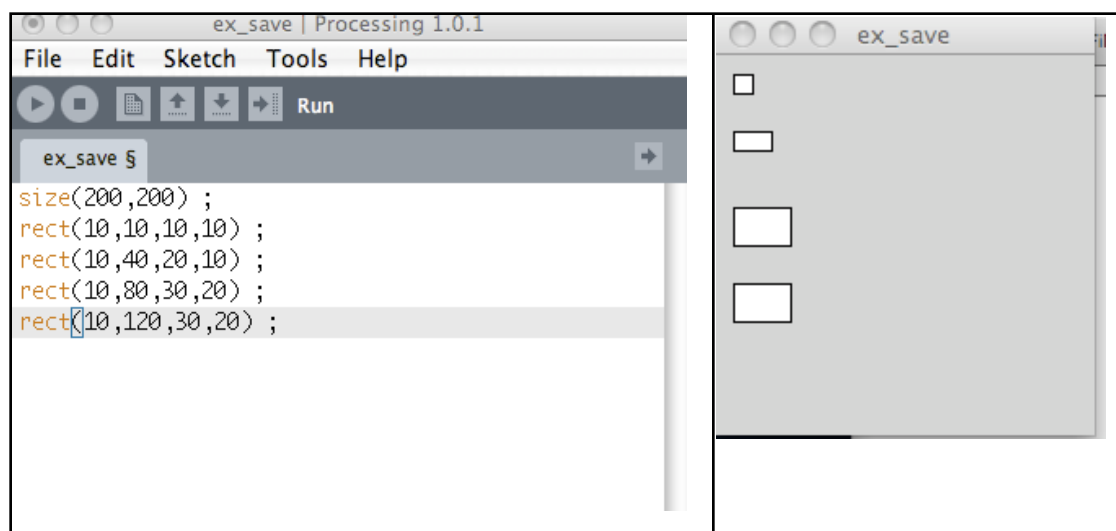 ex_save | Processing 1.0.1
File Edit Sketch Tools Help
Run
ex_save §
size(200,200) ;
rect(10,10,10,10) ;
rect(10,40,20,10) ;
rect(10,80,30,20) ;
rect(10,120,30,20) ;
ex_save